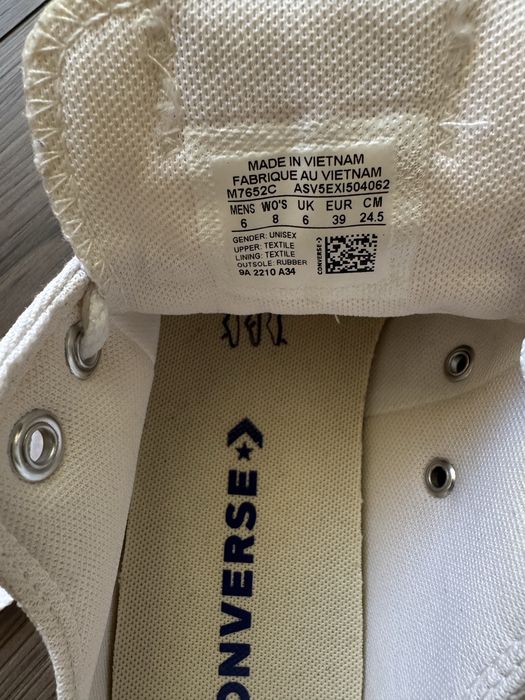 MADE IN VIETNAM
FABRIQUE AU VIETNAM
M7652C ASV5EXI504062
MENS WO'S UK EUR CM
6 8 6 39 24.5
GENDER: UNISEX
UPPER: TEXTILE
LINING: TEXTILE
OUTSOLE: RUBBER
9A 2210 A34
CONVERSE
ONVERSE